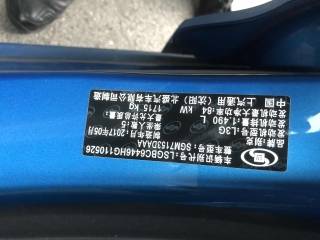 中国 上汽通用（沈阳）北盛汽车有限公司制造
品牌：别克
整车型号：SGM7153DAAA
发动机型号：L3G
发动机排量：1.490 L
发动机最大净功率：84 kW
最大允许总质量：1715 kg
乘坐人数：5
制造年月：2017年05月
车辆识别代号：LSGBC8446HG110526